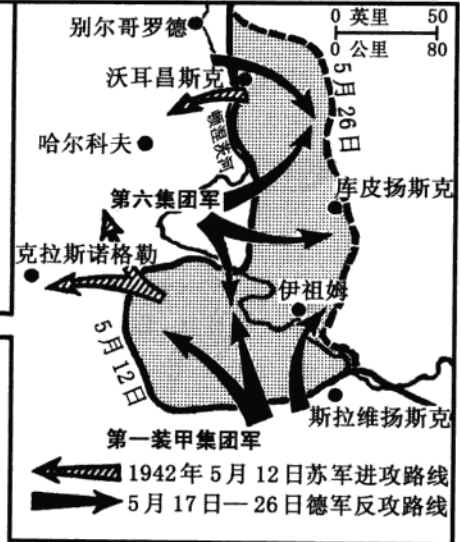 别尔哥罗德
0 英里 50
0 公里 80
沃耳昌斯克
5月26日
哈尔科夫
顿涅茨河
第六集团军
库皮扬斯克
克拉斯诺格勒
伊祖姆
5月12日
斯拉维扬斯克
第一装甲集团军
1942年5月12日苏军进攻路线
5月17日—26日德军反攻路线